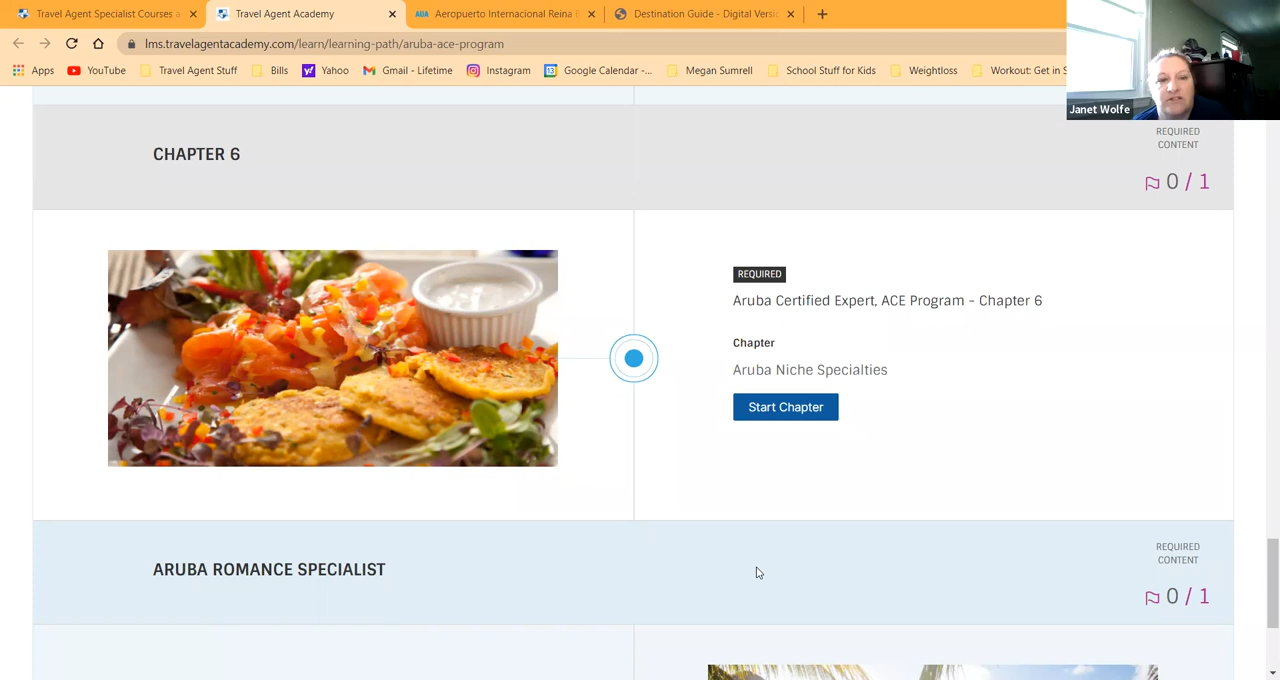 Travel Agent Specialist Courses a
Travel Agent Academy
Aeropuerto Internacional Reina
Destination Guide - Digital Versi
lms.travelagentacademy.com/learn/learning-path/aruba-ace-program
Apps
YouTube
Travel Agent Stuff
Bills
Yahoo
Gmail - Lifetime
Instagram
Google Calendar -...
Megan Sumrell
School Stuff for Kids
Weightloss
Workout: Get in S
Janet Wolfe
CHAPTER 6
REQUIRED
CONTENT
0 / 1
REQUIRED
Aruba Certified Expert, ACE Program - Chapter 6
Chapter
Aruba Niche Specialties
Start Chapter
ARUBA ROMANCE SPECIALIST
REQUIRED
CONTENT
0 / 1